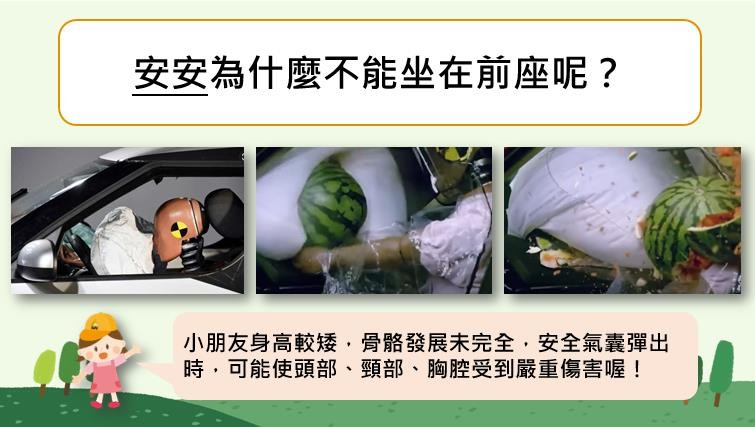 安安為什麼不能坐在前座呢？
小朋友身高較矮，骨骼發展未完全，安全氣囊彈出
時，可能使頭部、頸部、胸腔受到嚴重傷害喔！